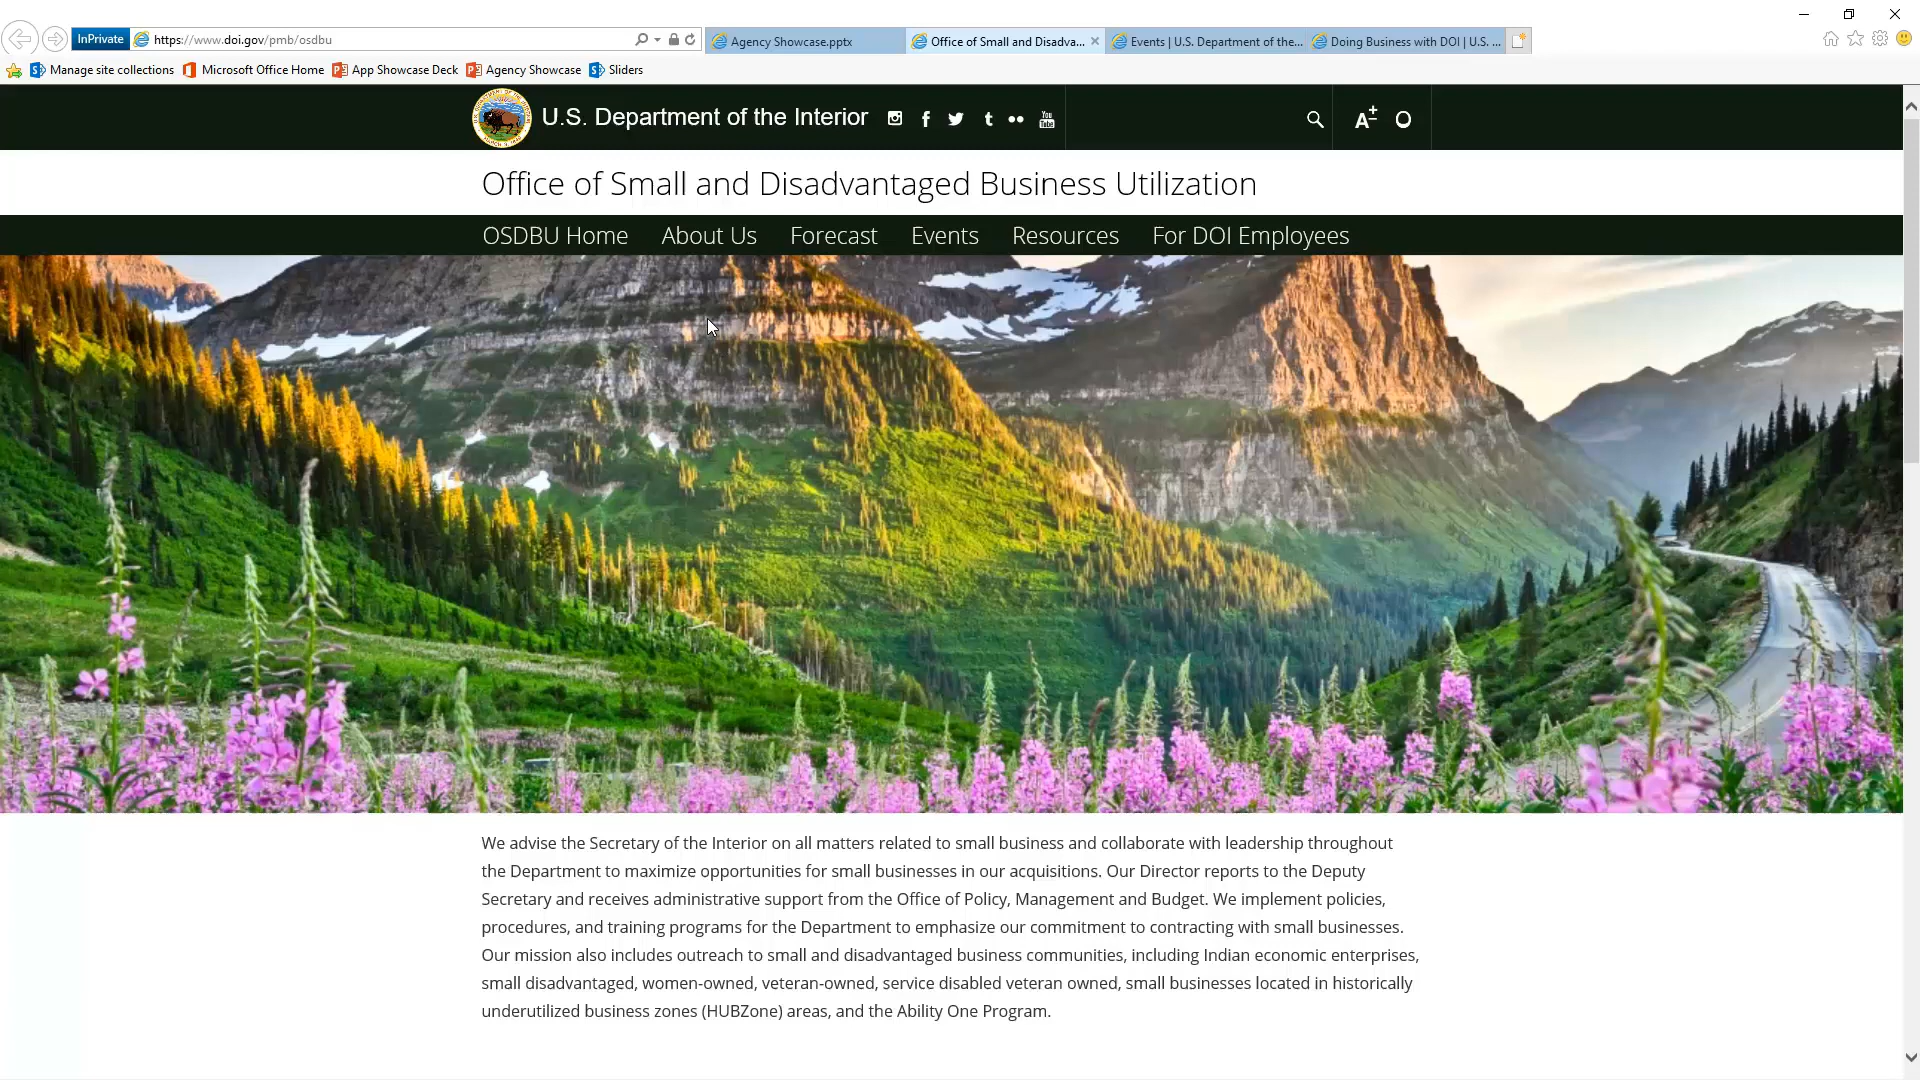 InPrivate
https://www.doi.gov/pmb/osdbu
Agency Showcase.pptx
Office of Small and Disadva...
Events | U.S. Department of the...
Doing Business with DOI | U.S. ...
Manage site collections
Microsoft Office Home
App Showcase Deck
Agency Showcase
Sliders
U.S. Department of the Interior
Office of Small and Disadvantaged Business Utilization
OSDBU Home
About Us
Forecast
Events
Resources
For DOI Employees
We advise the Secretary of the Interior on all matters related to small business and collaborate with leadership throughout
the Department to maximize opportunities for small businesses in our acquisitions. Our Director reports to the Deputy
Secretary and receives administrative support from the Office of Policy, Management and Budget. We implement policies,
procedures, and training programs for the Department to emphasize our commitment to contracting with small businesses.
Our mission also includes outreach to small and disadvantaged business communities, including Indian economic enterprises,
small disadvantaged, women-owned, veteran-owned, service disabled veteran owned, small businesses located in historically
underutilized business zones (HUBZone) areas, and the Ability One Program.